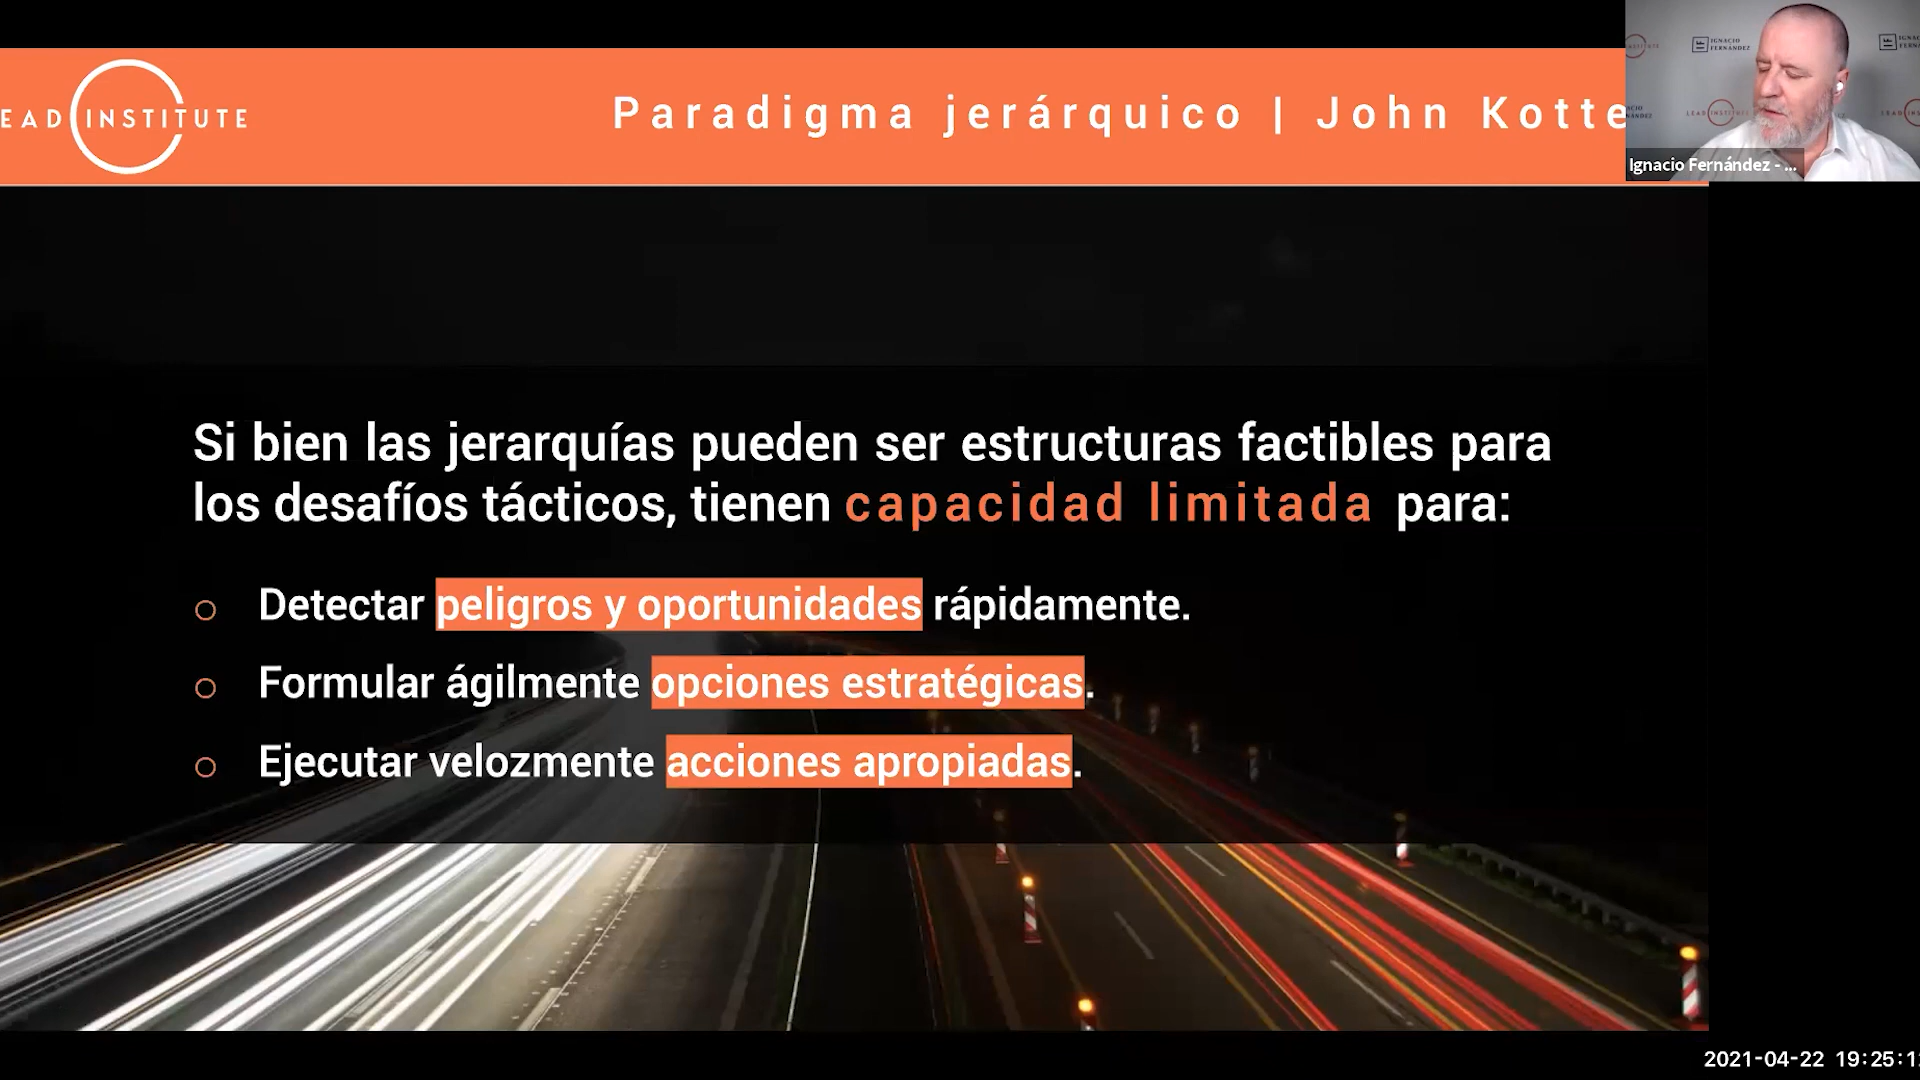 EAD INSTITUTE
Paradigma jerárquico | John Kotte
IGNACIO
FERNÁNDEZ
Ignacio Fernández - ...
Si bien las jerarquías pueden ser estructuras factibles para
los desafíos tácticos, tienen capacidad limitada para:
Detectar peligros y oportunidades rápidamente.
Formular ágilmente opciones estratégicas.
Ejecutar velozmente acciones apropiadas.
2021-04-22 19:25:1